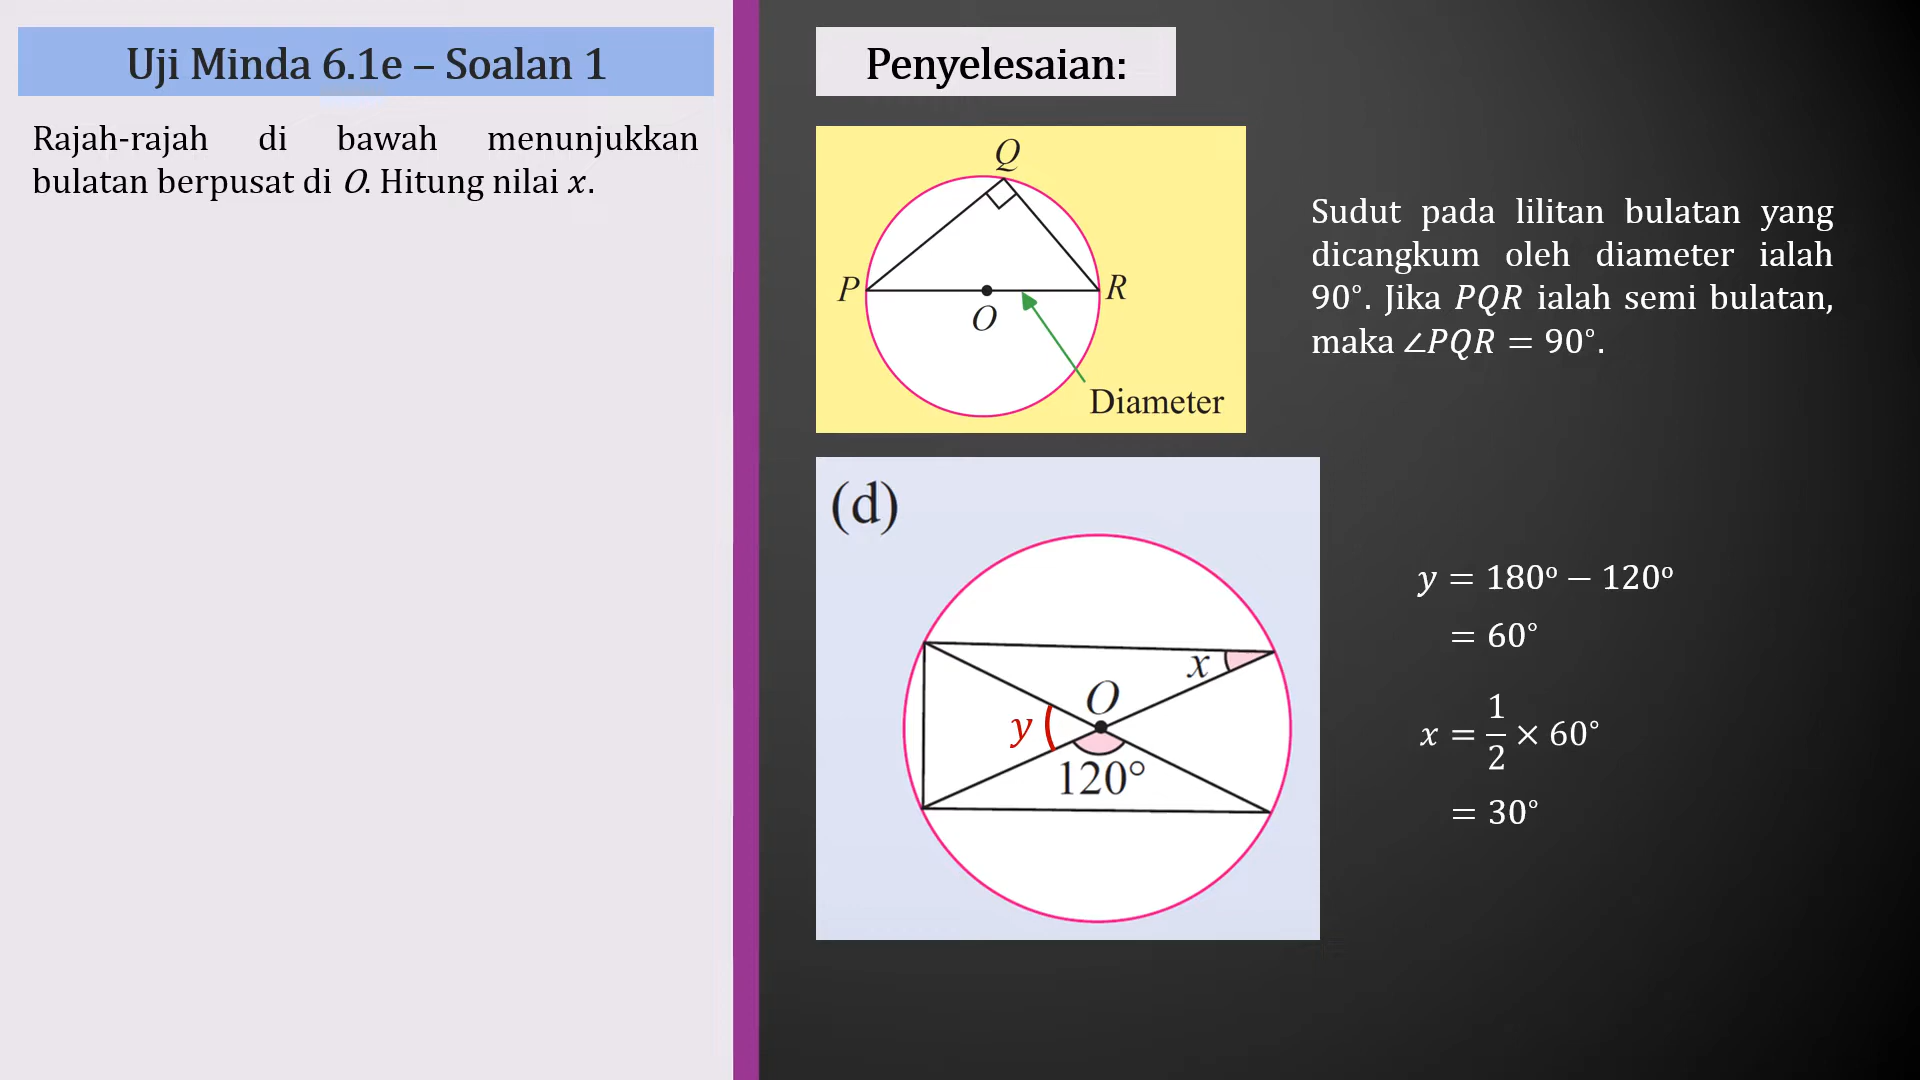 Uji Minda 6.1e – Soalan 1
Rajah-rajah di bawah menunjukkan
bulatan berpusat di O. Hitung nilai x.
Penyelesaian:
Q
P
R
O
Diameter
Sudut pada lilitan bulatan yang
dicangkum oleh diameter ialah
90°. Jika PQR ialah semi bulatan,
maka ∠PQR = 90°.
(d)
x
O
y
120°
y = 180° − 120°
= 60°
x = 1/2 × 60°
= 30°